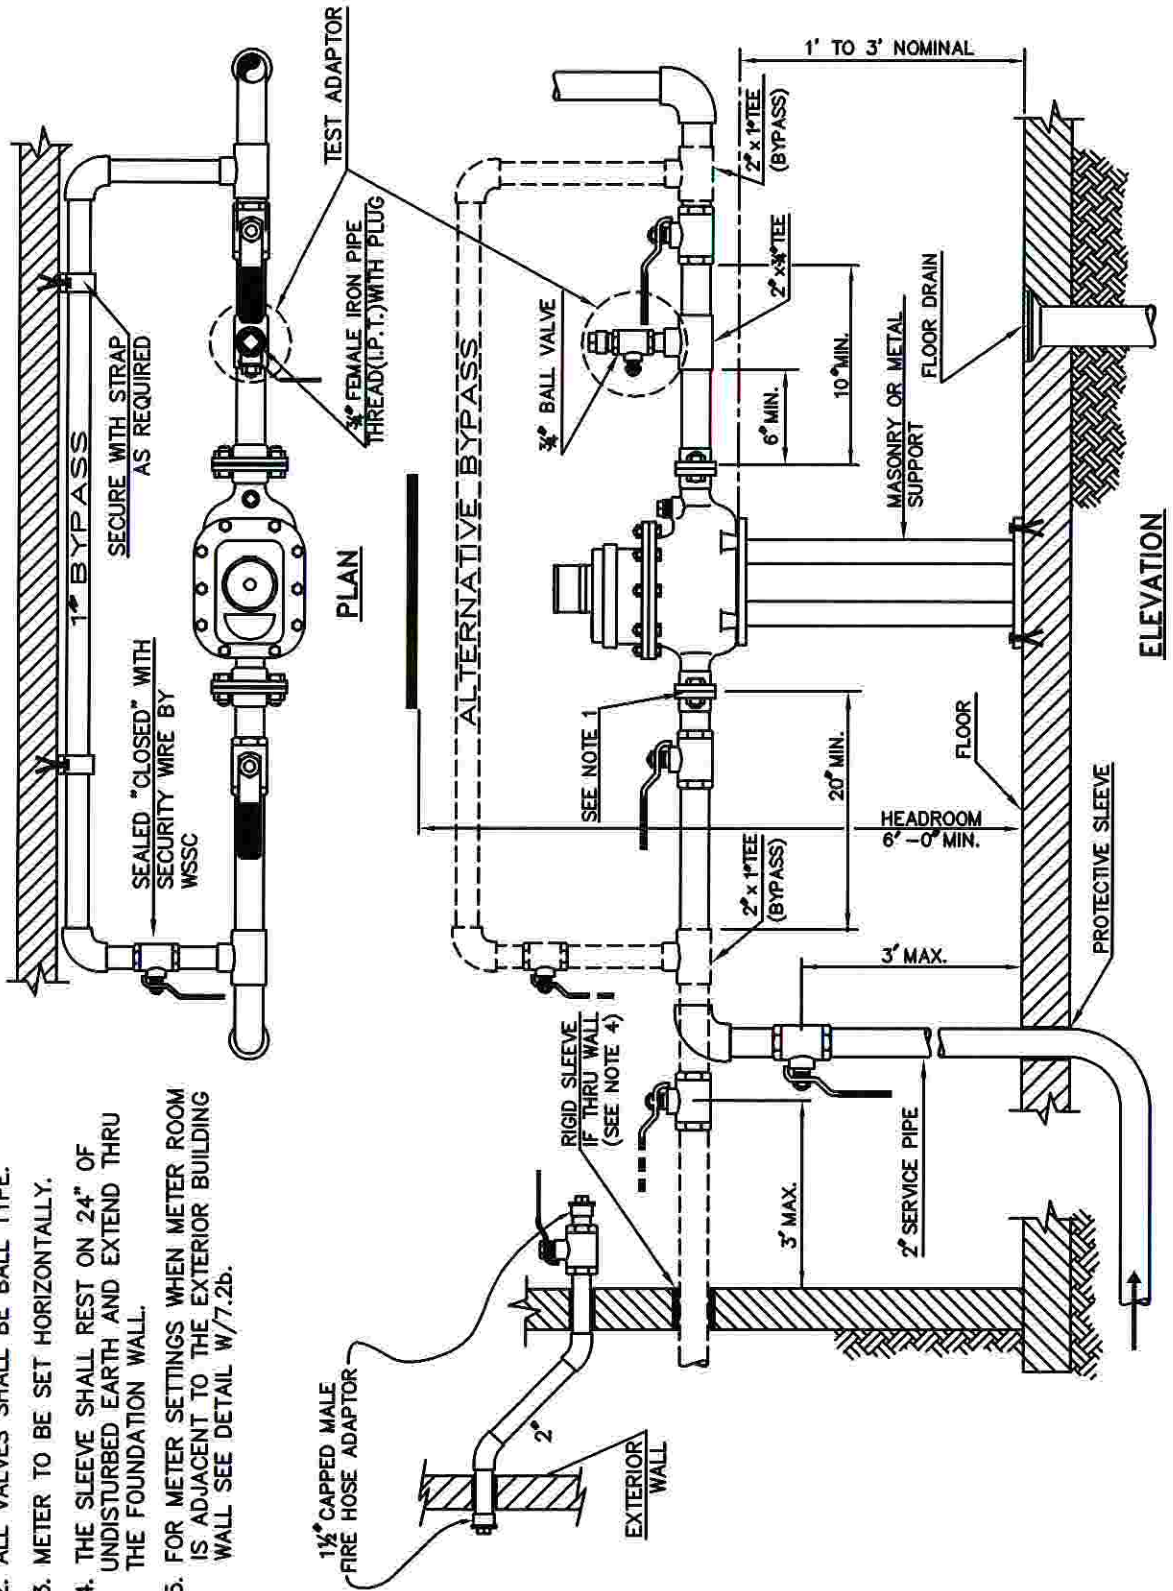 2. ALL VALVES SHALL BE BALL TYPE.
3. METER TO BE SET HORIZONTALLY.
4. THE SLEEVE SHALL REST ON 24" OF
UNDISTURBED EARTH AND EXTEND THRU
THE FOUNDATION WALL.
5. FOR METER SETTINGS WHEN METER ROOM
IS ADJACENT TO THE EXTERIOR BUILDING
WALL SEE DETAIL W/7.2b.
1" BYPASS
SECURE WITH STRAP
AS REQUIRED
SEALED "CLOSED" WITH
SECURITY WIRE BY
WSSC
TEST ADAPTOR
¾" FEMALE IRON PIPE
THREAD(I.P.T.)WITH PLUG
PLAN
ALTERNATIVE BYPASS
¾" BALL VALVE
1' TO 3' NOMINAL
2" x 1" TEE
(BYPASS)
2" x ¾" TEE
10" MIN.
6" MIN.
SEE NOTE 1
20" MIN.
MASONRY OR METAL
SUPPORT
FLOOR DRAIN
HEADROOM
6'-0" MIN.
FLOOR
2" x 1" TEE
(BYPASS)
3' MAX.
PROTECTIVE SLEEVE
RIGID SLEEVE
IF THRU WALL
(SEE NOTE 4)
3' MAX.
2" SERVICE PIPE
1½" CAPPED MALE
FIRE HOSE ADAPTOR
2"
EXTERIOR
WALL
ELEVATION